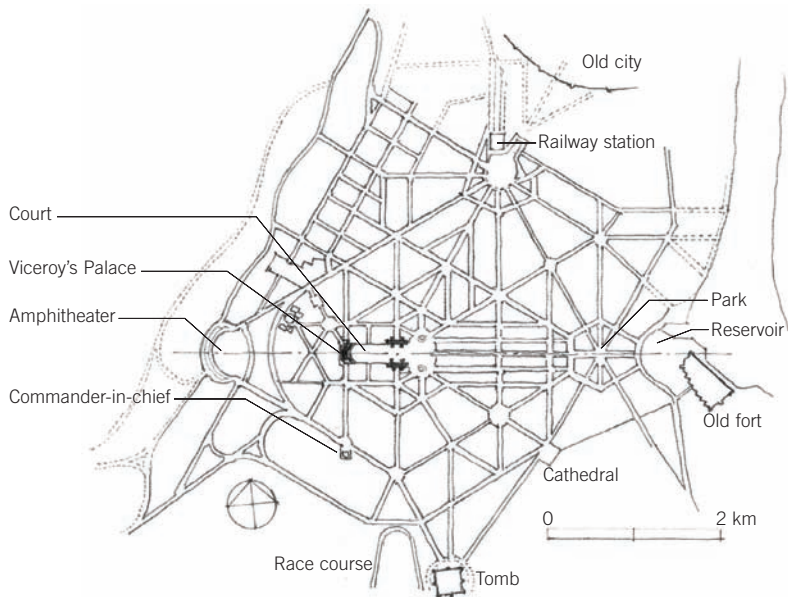 Old city
Railway station
Court
Viceroy's Palace
Park
Amphitheater
Reservoir
Commander-in-chief
Old fort
Cathedral
0 2 km
Race course
Tomb